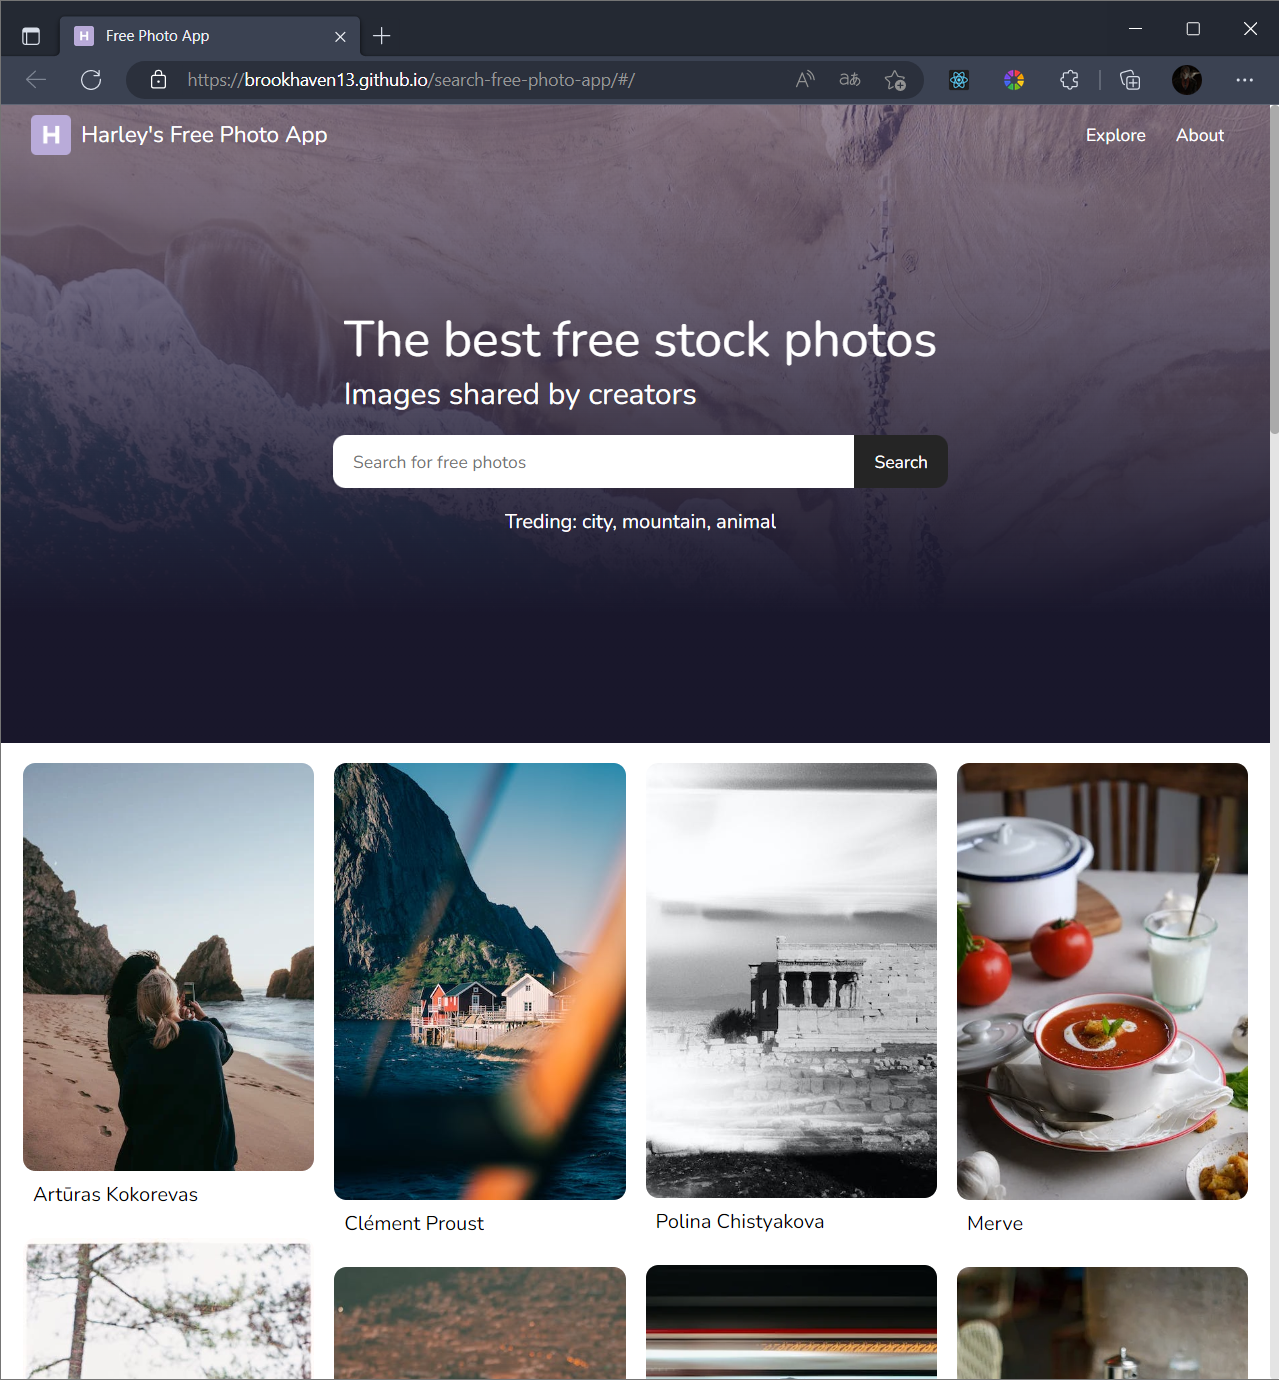 Free Photo App
https://brookhaven13.github.io/search-free-photo-app/#/
H Harley's Free Photo App
Explore About
The best free stock photos
Images shared by creators
Search for free photos
Search
Treding: city, mountain, animal
Artūras Kokorevas
Clément Proust
Polina Chistyakova
Merve